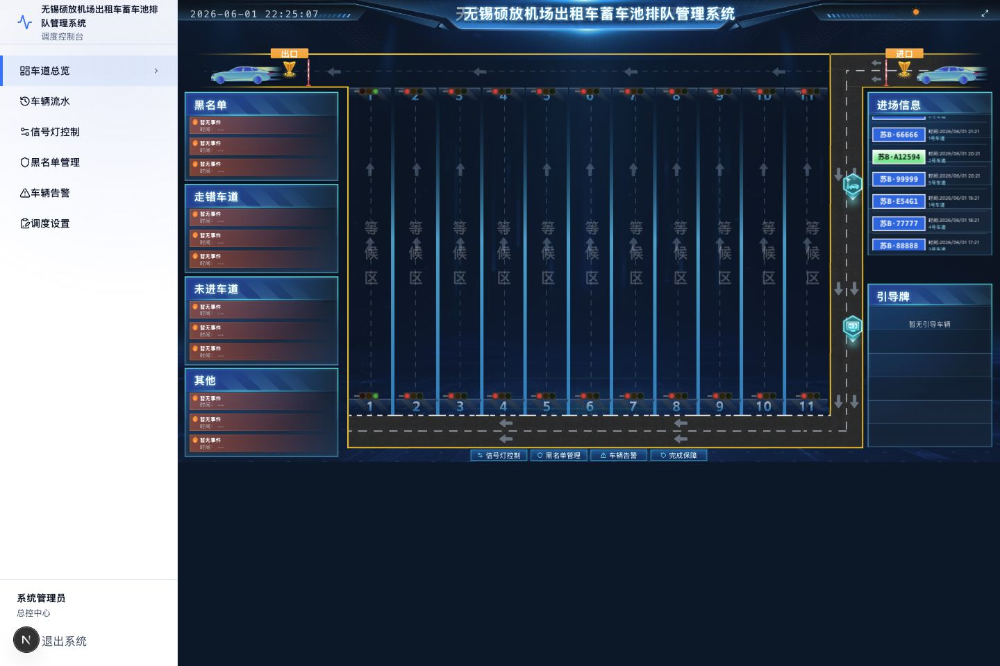 无锡硕放机场出租车蓄车池排
队管理系统
调度控制台
车道总览
车辆流水
信号灯控制
黑名单管理
车辆告警
调度设置
系统管理员
总控中心
N 退出系统
2026-06-01 22:25:07
无锡硕放机场出租车蓄车池排队管理系统
出口
进口
黑名单
暂无事件
时间: --
暂无事件
时间: --
暂无事件
时间: --
走错车道
暂无事件
时间: --
暂无事件
时间: --
暂无事件
时间: --
未进车道
暂无事件
时间: --
暂无事件
时间: --
暂无事件
时间: --
其他
暂无事件
时间: --
暂无事件
时间: --
暂无事件
时间: --
1 2 3 4 5 6 7 8 9 10 11
等 等 等 等 等 等 等 等 等 等 等
候 候 候 候 候 候 候 候 候 候 候
区 区 区 区 区 区 区 区 区 区 区
1 2 3 4 5 6 7 8 9 10 11
信号灯控制 黑名单管理 车辆告警 完成保障
进场信息
苏B·66666 时间:2026/06/01 21:21
1号车道
苏B·A12594 时间:2026/06/01 20:21
2号车道
苏B·99999 时间:2026/06/01 20:21
5号车道
苏B·E54G1 时间:2026/06/01 19:21
1号车道
苏B·77777 时间:2026/06/01 18:21
4号车道
苏B·88888 时间:2026/06/01 17:21
引导牌
暂无引导车辆